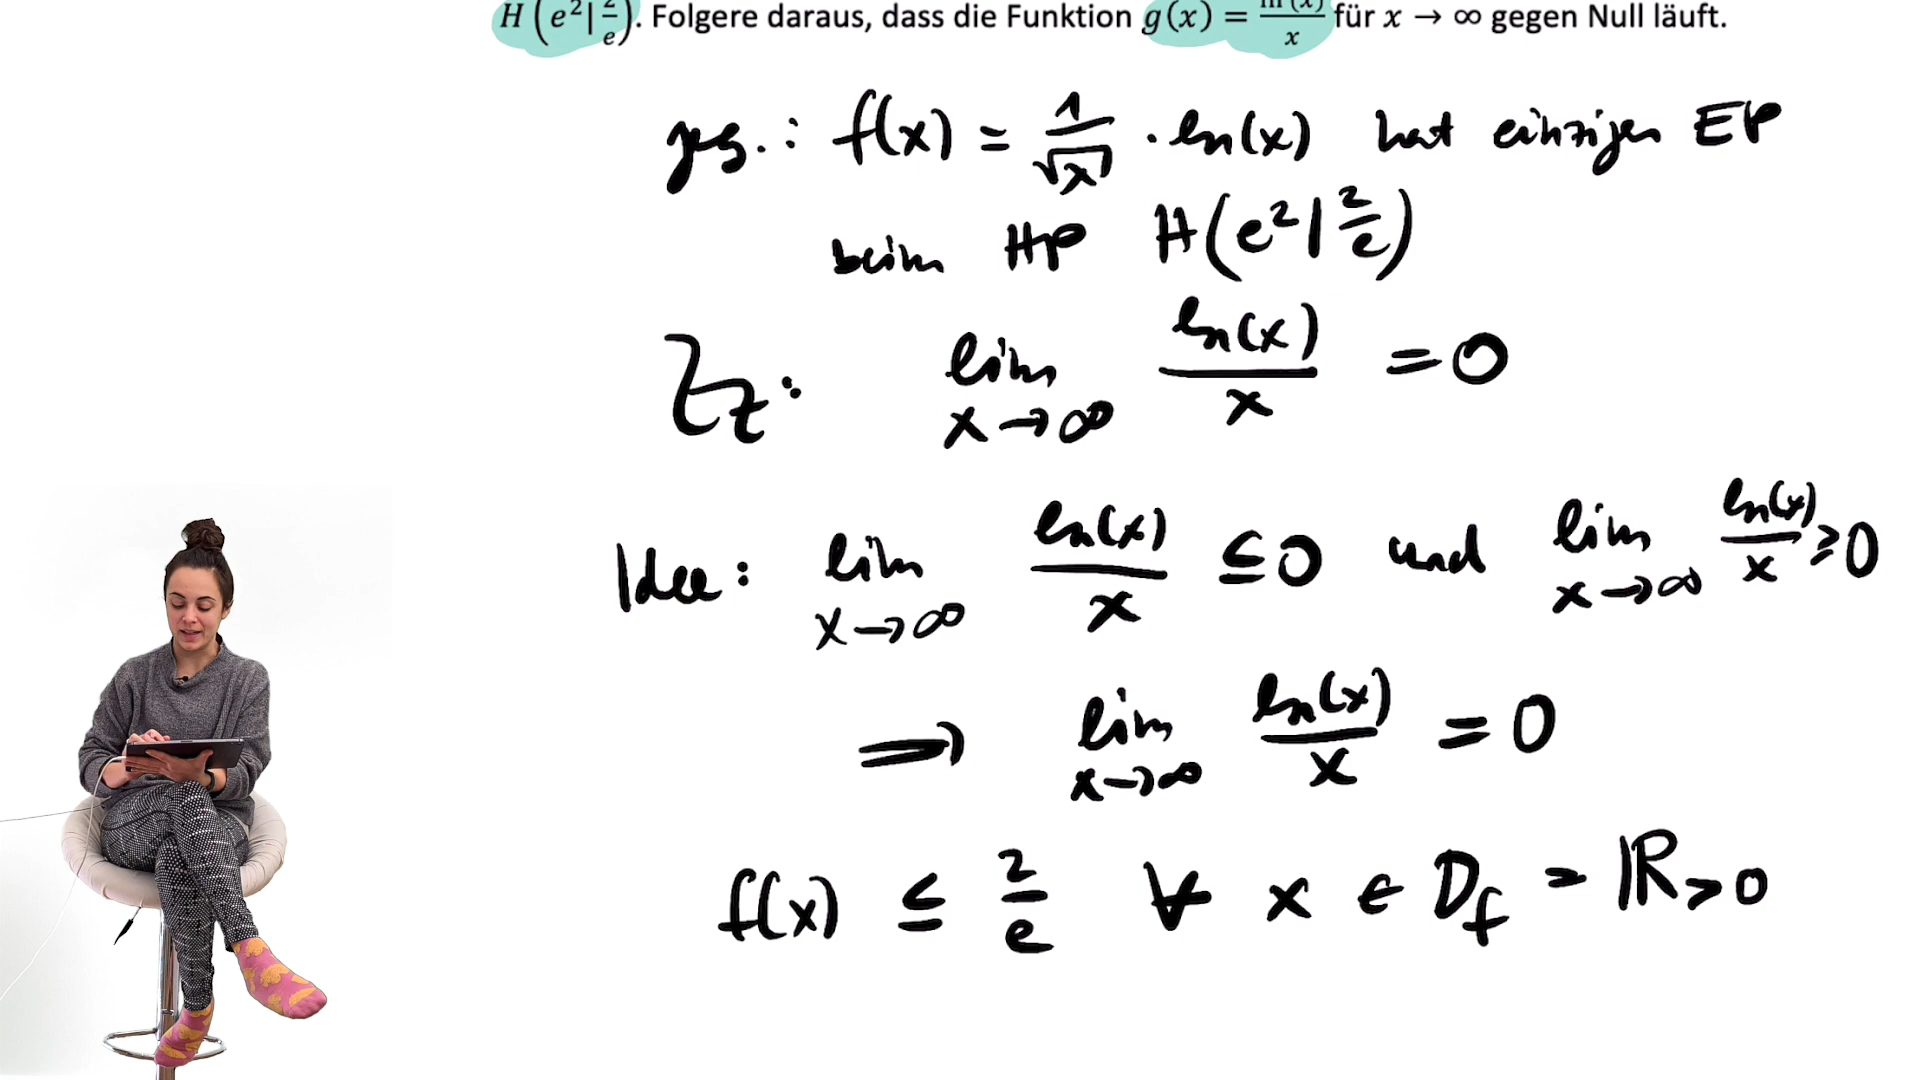 H(e²|2/e). Folgere daraus, dass die Funktion g(x) = ln(x)/x für x → ∞ gegen Null läuft.
geg.: f(x) = 1/√x · ln(x) hat einzigen EP
beim HP H(e²|2/e)
Zz: lim x→∞ ln(x)/x = 0
Idee: lim x→∞ ln(x)/x ≤ 0 und lim x→∞ ln(x)/x ≥ 0
⇒ lim x→∞ ln(x)/x = 0
f(x) ≤ 2/e ∀ x ∈ D_f = ℝ_>0